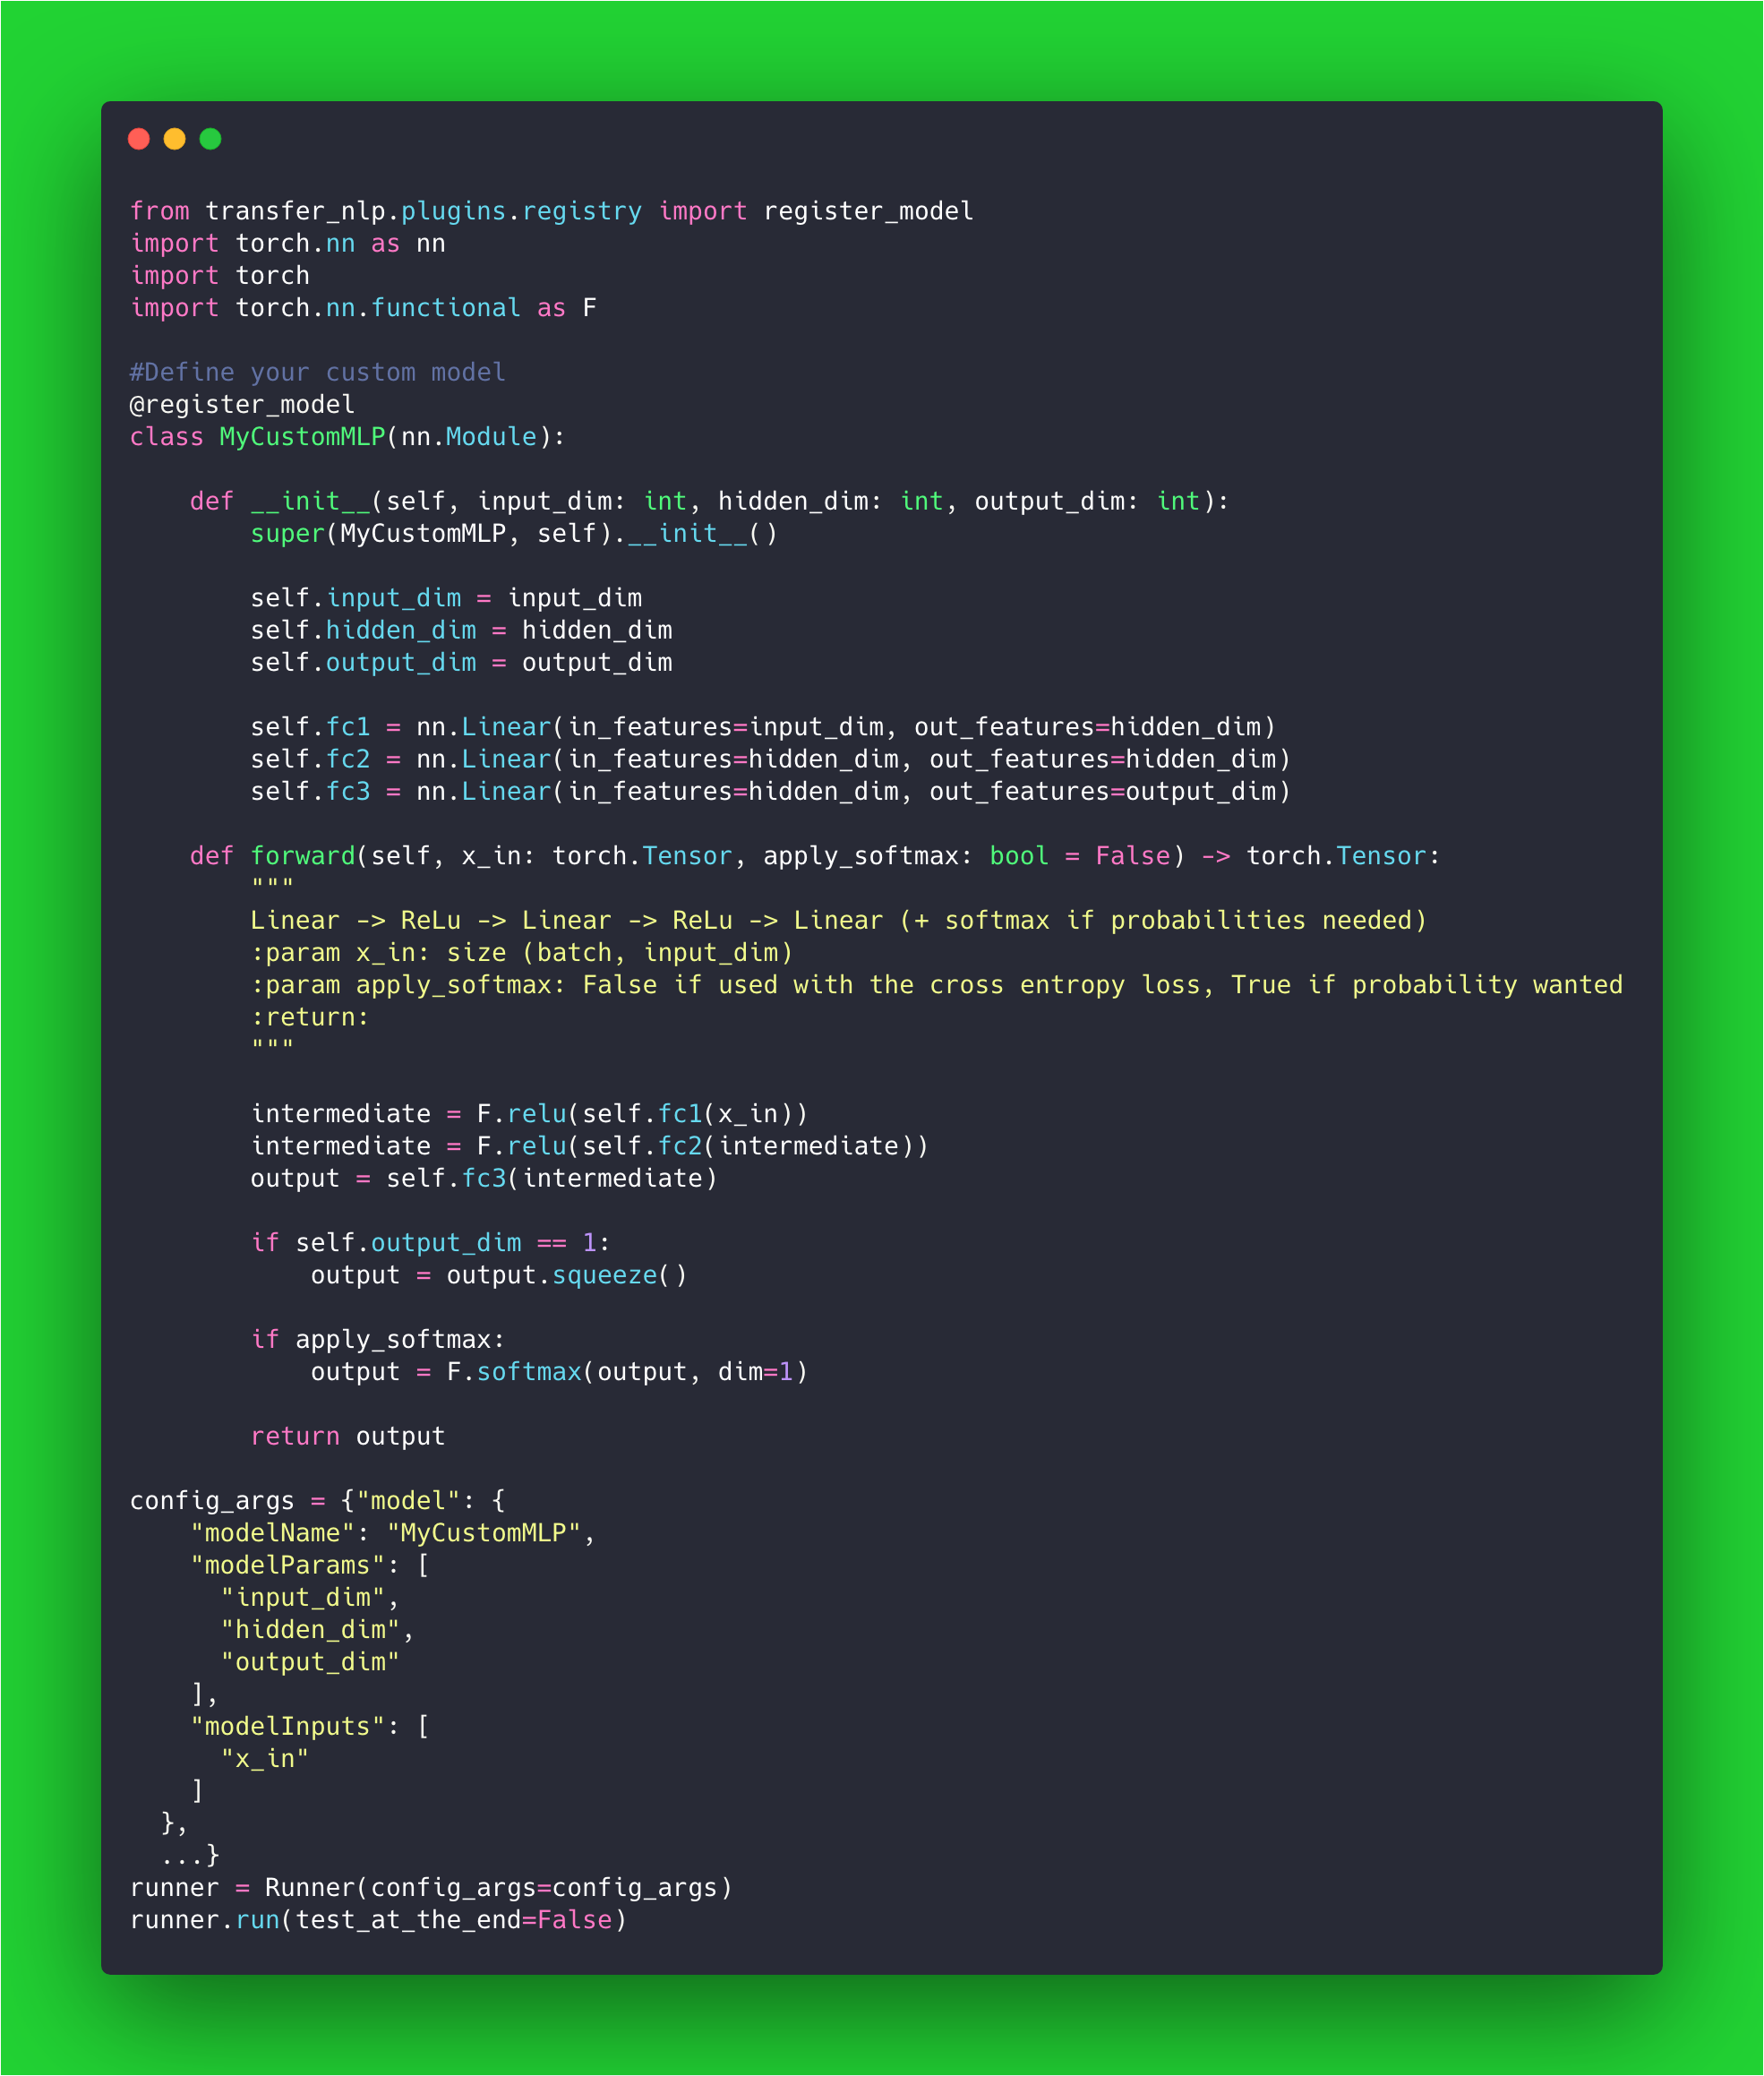 from transfer_nlp.plugins.registry import register_model
import torch.nn as nn
import torch
import torch.nn.functional as F

#Define your custom model
@register_model
class MyCustomMLP(nn.Module):

    def __init__(self, input_dim: int, hidden_dim: int, output_dim: int):
        super(MyCustomMLP, self).__init__()

        self.input_dim = input_dim
        self.hidden_dim = hidden_dim
        self.output_dim = output_dim

        self.fc1 = nn.Linear(in_features=input_dim, out_features=hidden_dim)
        self.fc2 = nn.Linear(in_features=hidden_dim, out_features=hidden_dim)
        self.fc3 = nn.Linear(in_features=hidden_dim, out_features=output_dim)

    def forward(self, x_in: torch.Tensor, apply_softmax: bool = False) -> torch.Tensor:
        """
        Linear -> ReLu -> Linear -> ReLu -> Linear (+ softmax if probabilities needed)
        :param x_in: size (batch, input_dim)
        :param apply_softmax: False if used with the cross entropy loss, True if probability wanted
        :return:
        """

        intermediate = F.relu(self.fc1(x_in))
        intermediate = F.relu(self.fc2(intermediate))
        output = self.fc3(intermediate)

        if self.output_dim == 1:
            output = output.squeeze()

        if apply_softmax:
            output = F.softmax(output, dim=1)

        return output

config_args = {"model": {
    "modelName": "MyCustomMLP",
    "modelParams": [
      "input_dim",
      "hidden_dim",
      "output_dim"
    ],
    "modelInputs": [
      "x_in"
    ]
  },
  ...}
runner = Runner(config_args=config_args)
runner.run(test_at_the_end=False)